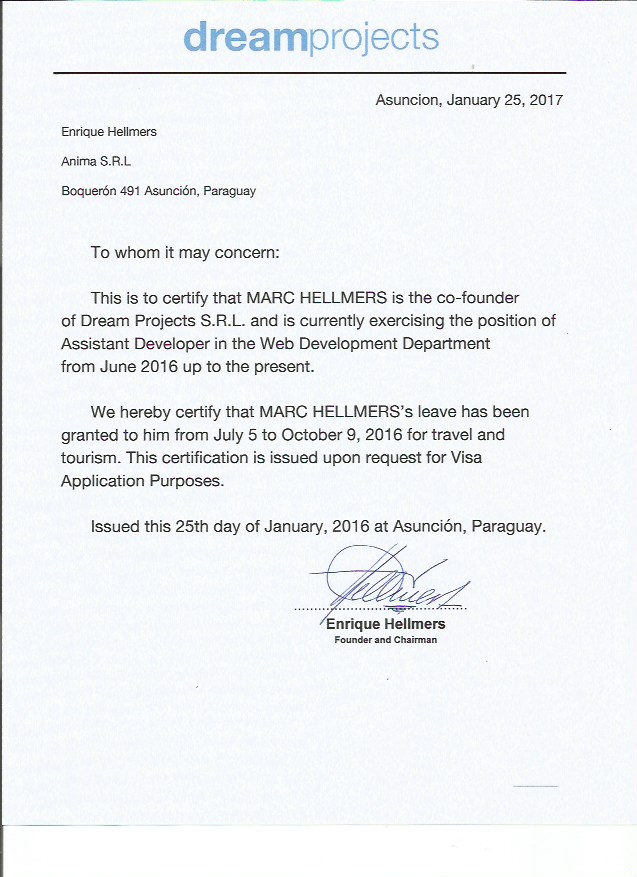 dreamprojects
Asuncion, January 25, 2017
Enrique Hellmers
Anima S.R.L
Boquerón 491 Asunción, Paraguay
To whom it may concern:
This is to certify that MARC HELLMERS is the co-founder
of Dream Projects S.R.L. and is currently exercising the position of
Assistant Developer in the Web Development Department
from June 2016 up to the present.
We hereby certify that MARC HELLMERS's leave has been
granted to him from July 5 to October 9, 2016 for travel and
tourism. This certification is issued upon request for Visa
Application Purposes.
Issued this 25th day of January, 2016 at Asunción, Paraguay.
Hellmers
Enrique Hellmers
Founder and Chairman